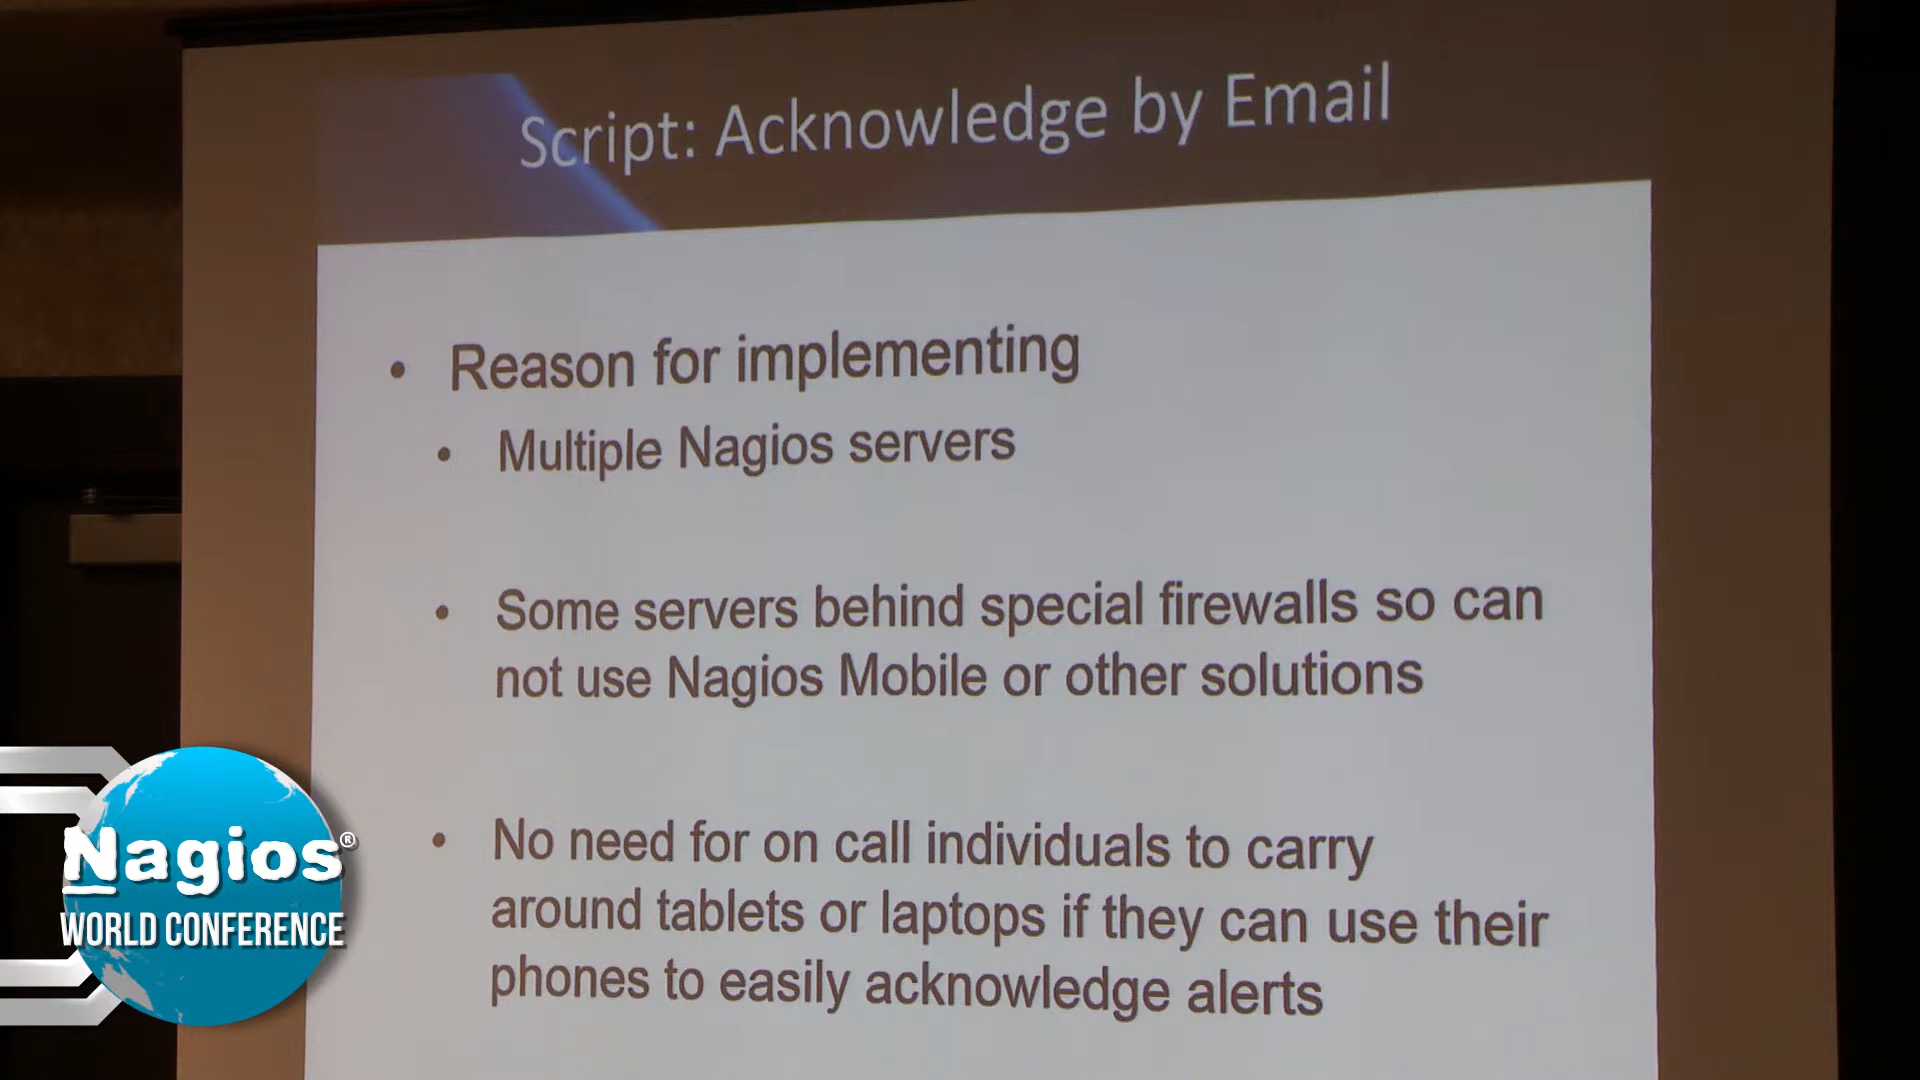 Script: Acknowledge by Email
• Reason for implementing
• Multiple Nagios servers
• Some servers behind special firewalls so can
not use Nagios Mobile or other solutions
• No need for on call individuals to carry
around tablets or laptops if they can use their
phones to easily acknowledge alerts
Nagios®
WORLD CONFERENCE